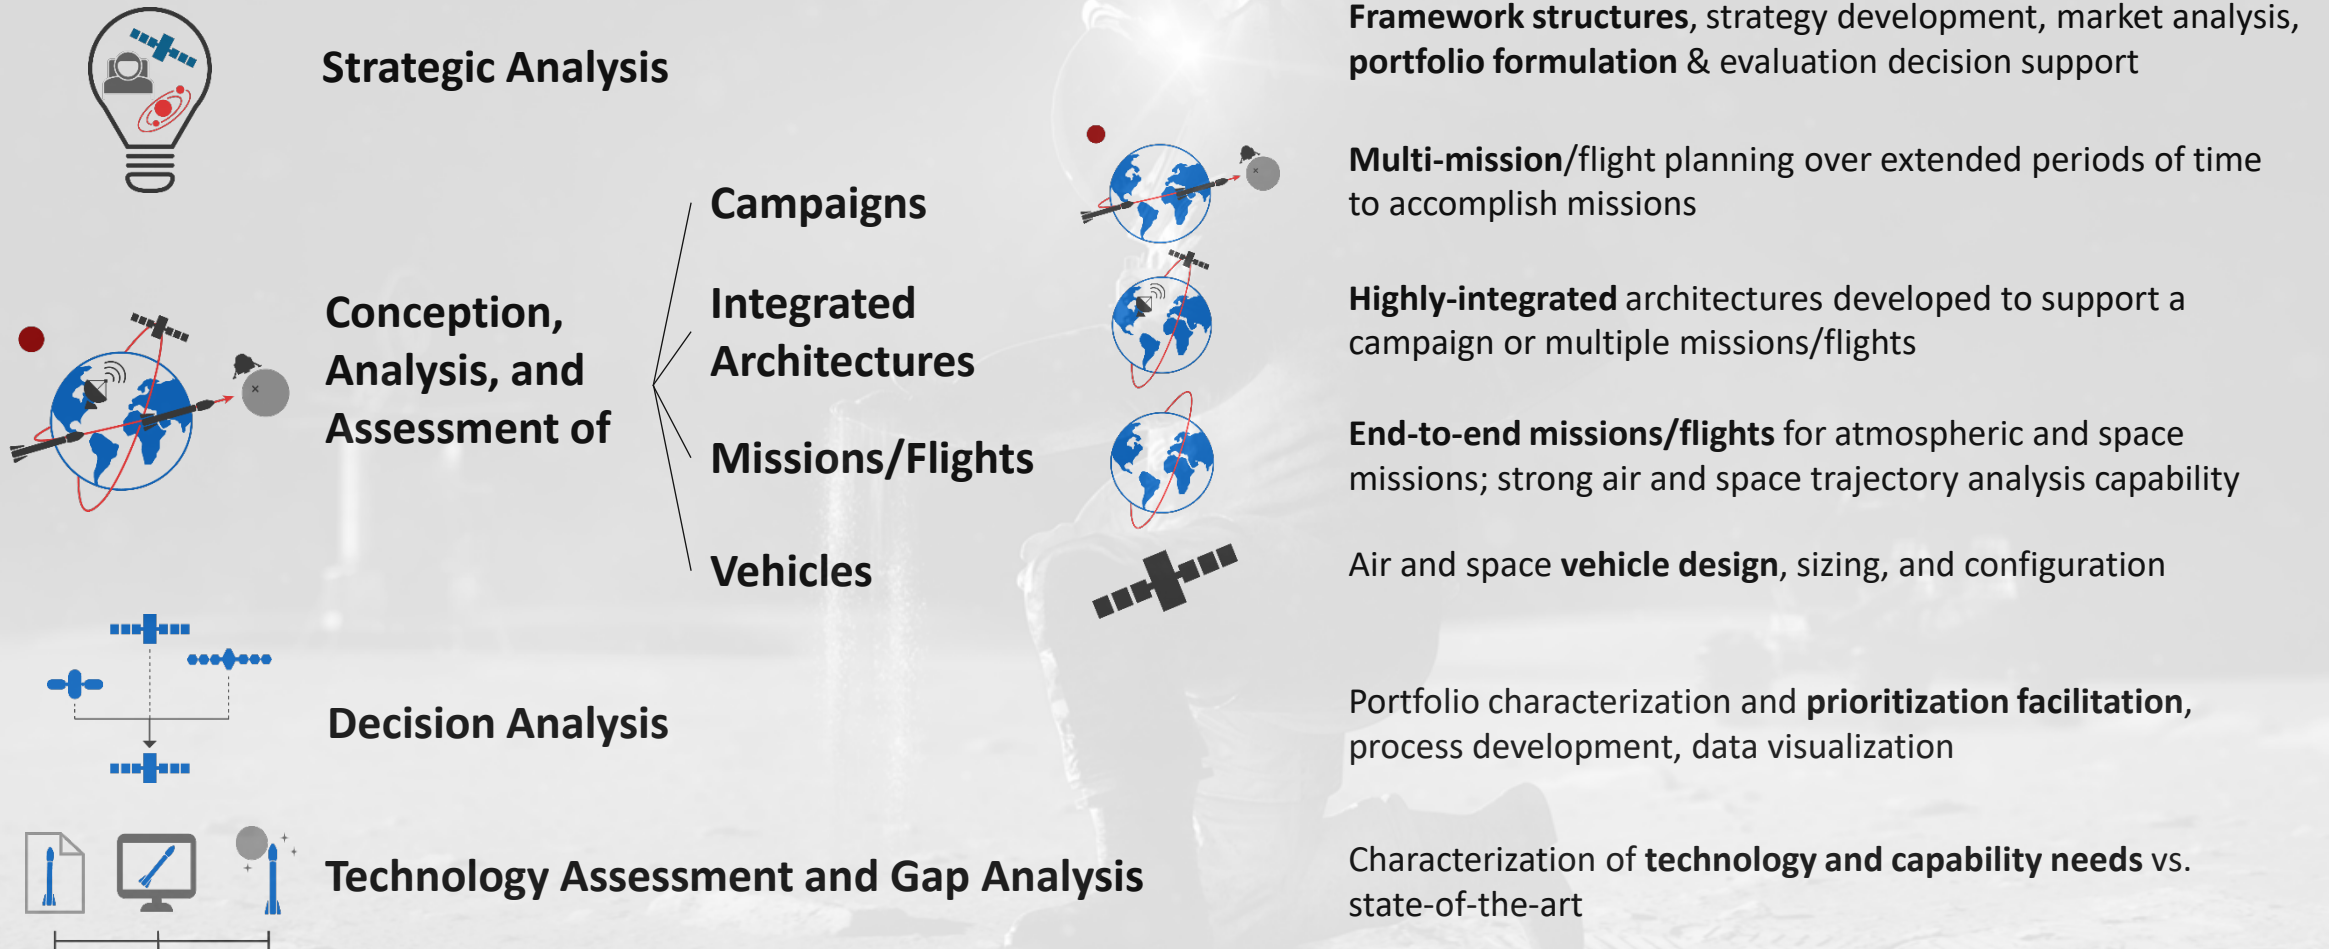 Strategic Analysis
Framework structures, strategy development, market analysis,
portfolio formulation & evaluation decision support
Conception,
Analysis, and
Assessment of
Campaigns
Multi-mission/flight planning over extended periods of time
to accomplish missions
Integrated
Architectures
Highly-integrated architectures developed to support a
campaign or multiple missions/flights
Missions/Flights
End-to-end missions/flights for atmospheric and space
missions; strong air and space trajectory analysis capability
Vehicles
Air and space vehicle design, sizing, and configuration
Decision Analysis
Portfolio characterization and prioritization facilitation,
process development, data visualization
Technology Assessment and Gap Analysis
Characterization of technology and capability needs vs.
state-of-the-art